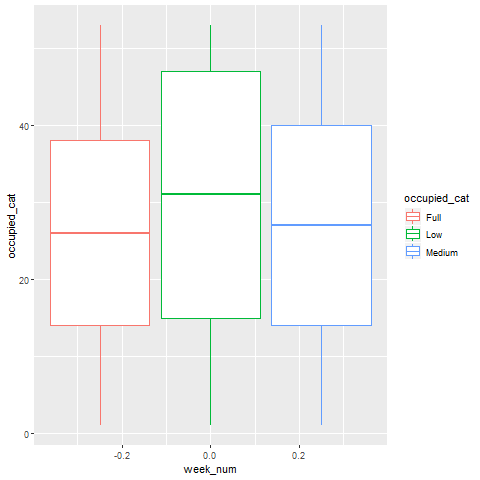 occupied_cat
40
20
0
-0.2
0.0
0.2
week_num
occupied_cat
Full
Low
Medium